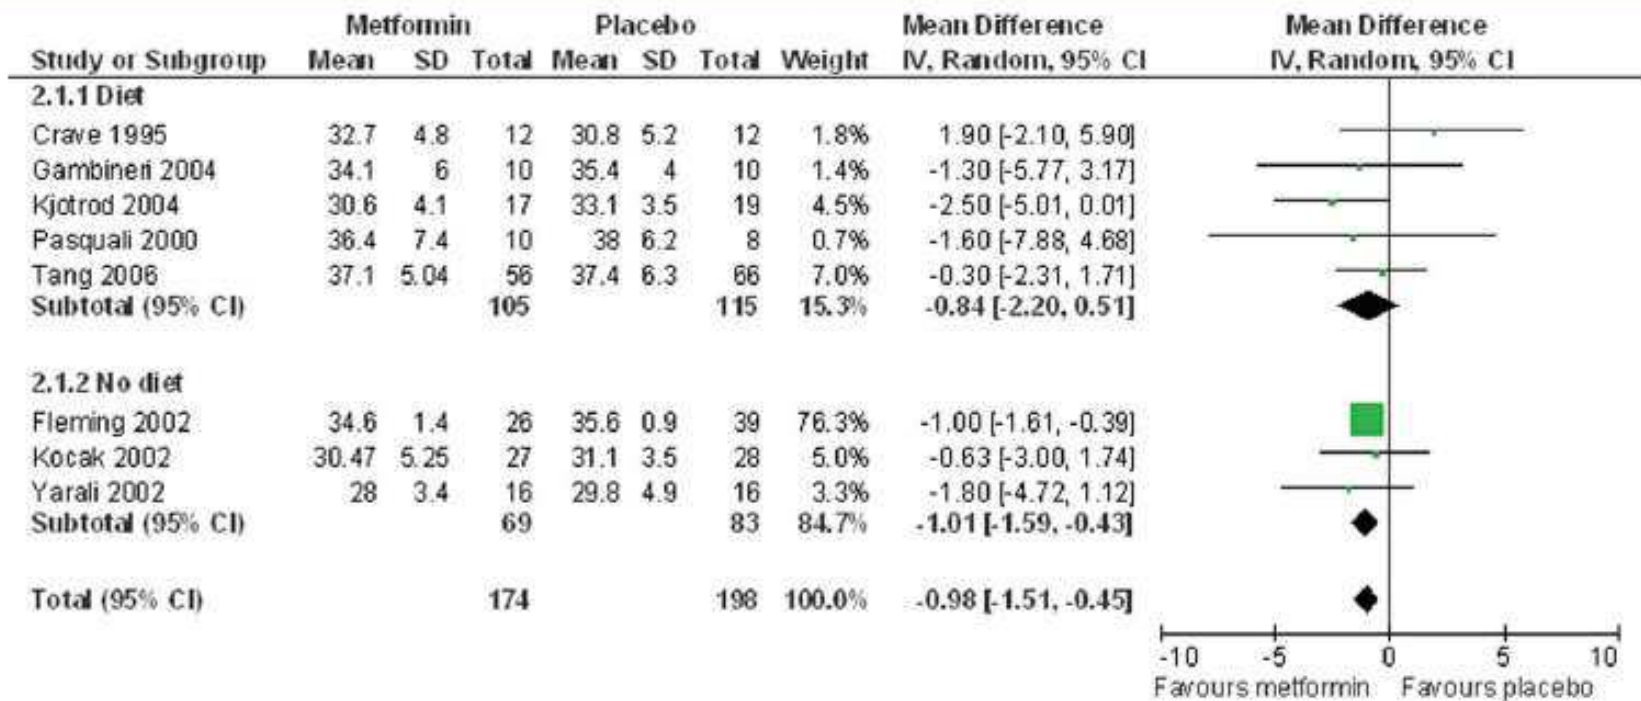 Metformin Placebo Mean Difference Mean Difference
Study or Subgroup Mean SD Total Mean SD Total Weight IV, Random, 95% CI IV, Random, 95% CI
2.1.1 Diet
Crave 1995 32.7 4.8 12 30.8 5.2 12 1.8% 1.90 [-2.10, 5.90]
Gambineri 2004 34.1 6 10 35.4 4 10 1.4% -1.30 [-5.77, 3.17]
Kjotrod 2004 30.6 4.1 17 33.1 3.5 19 4.5% -2.50 [-5.01, 0.01]
Pasquali 2000 36.4 7.4 10 38 6.2 8 0.7% -1.60 [-7.88, 4.68]
Tang 2006 37.1 5.04 56 37.4 6.3 66 7.0% -0.30 [-2.31, 1.71]
Subtotal (95% CI) 105 115 15.3% -0.84 [-2.20, 0.51]
2.1.2 No diet
Fleming 2002 34.6 1.4 26 35.6 0.9 39 76.3% -1.00 [-1.61, -0.39]
Kocak 2002 30.47 5.25 27 31.1 3.5 28 5.0% -0.63 [-3.00, 1.74]
Yarali 2002 28 3.4 16 29.8 4.9 16 3.3% -1.80 [-4.72, 1.12]
Subtotal (95% CI) 69 83 84.7% -1.01 [-1.59, -0.43]
Total (95% CI) 174 198 100.0% -0.98 [-1.51, -0.45]
-10 -5 0 5 10
Favours metformin Favours placebo